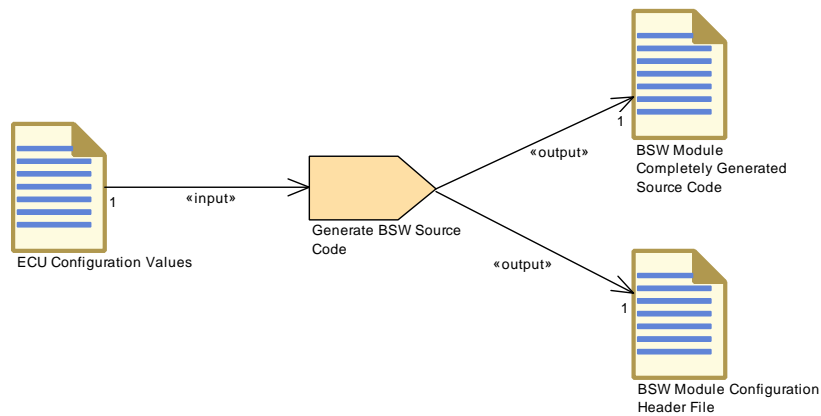 1
«input»
ECU Configuration Values
Generate BSW Source
Code
«output»
1
BSW Module
Completely Generated
Source Code
«output»
1
BSW Module Configuration
Header File